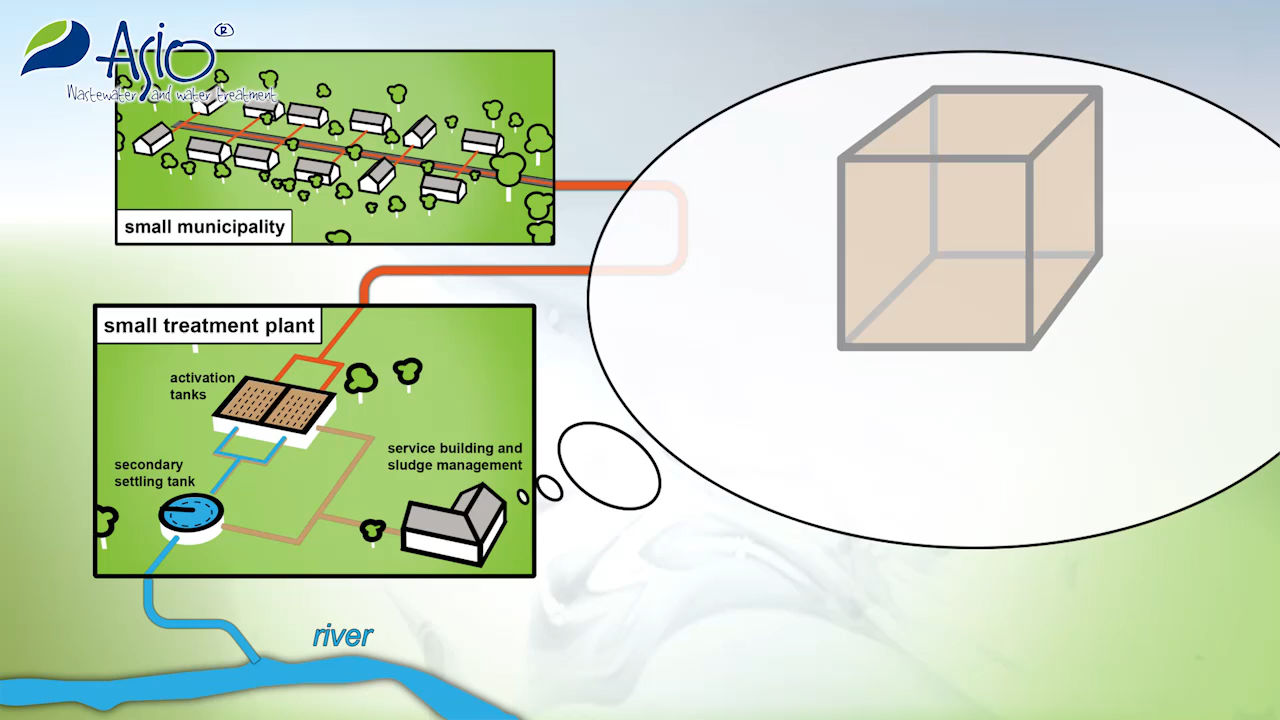 Asio ®
Wastewater and water treatment
small municipality
small treatment plant
activation
tanks
service building and
sludge management
secondary
settling tank
river